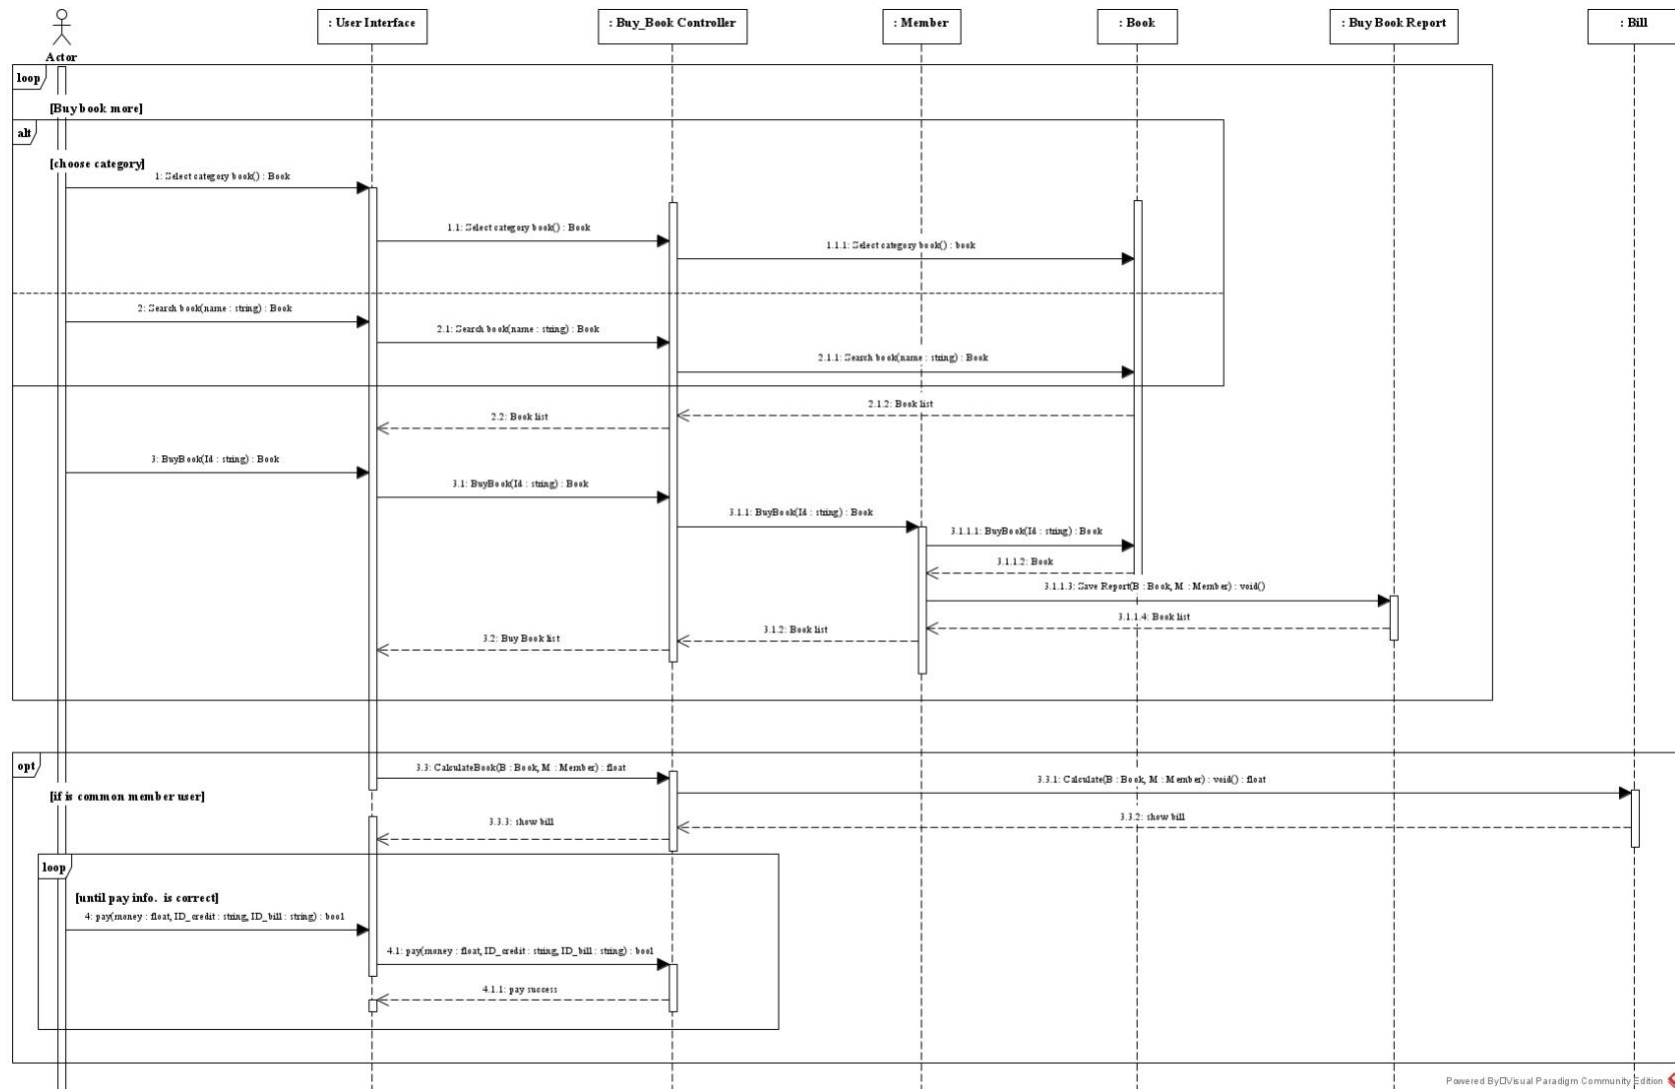 : User Interface
: Buy_Book Controller
: Member
: Book
: Buy Book Report
: Bill
Actor
loop
[Buy book more]
alt
[choose category]
1: Select category book() : Book
1.1: Select category book() : Book
1.1.1: Select category book() : book
2: Search book(name : string) : Book
2.1: Search book(name : string) : Book
2.1.1: Search book(name : string) : Book
2.1.2: Book list
2.2: Book list
3: BuyBook(Id : string) : Book
3.1: BuyBook(Id : string) : Book
3.1.1: BuyBook(Id : string) : Book
3.1.1.1: BuyBook(Id : string) : Book
3.1.1.2: Book
3.1.1.3: Save Report(B : Book, M : Member) : void()
3.1.1.4: Book list
3.1.2: Book list
3.2: Buy Book list
opt
3.3: CalculateBook(B : Book, M : Member) : float
3.3.1: Calculate(B : Book, M : Member) : void() : float
[if is common member user]
3.3.2: show bill
3.3.3: show bill
loop
[until pay info. is correct]
4: pay(money : float, ID_credit : string, ID_bill : string) : bool
4.1: pay(money : float, ID_credit : string, ID_bill : string) : bool
4.1.1: pay success
Powered By Visual Paradigm Community Edition